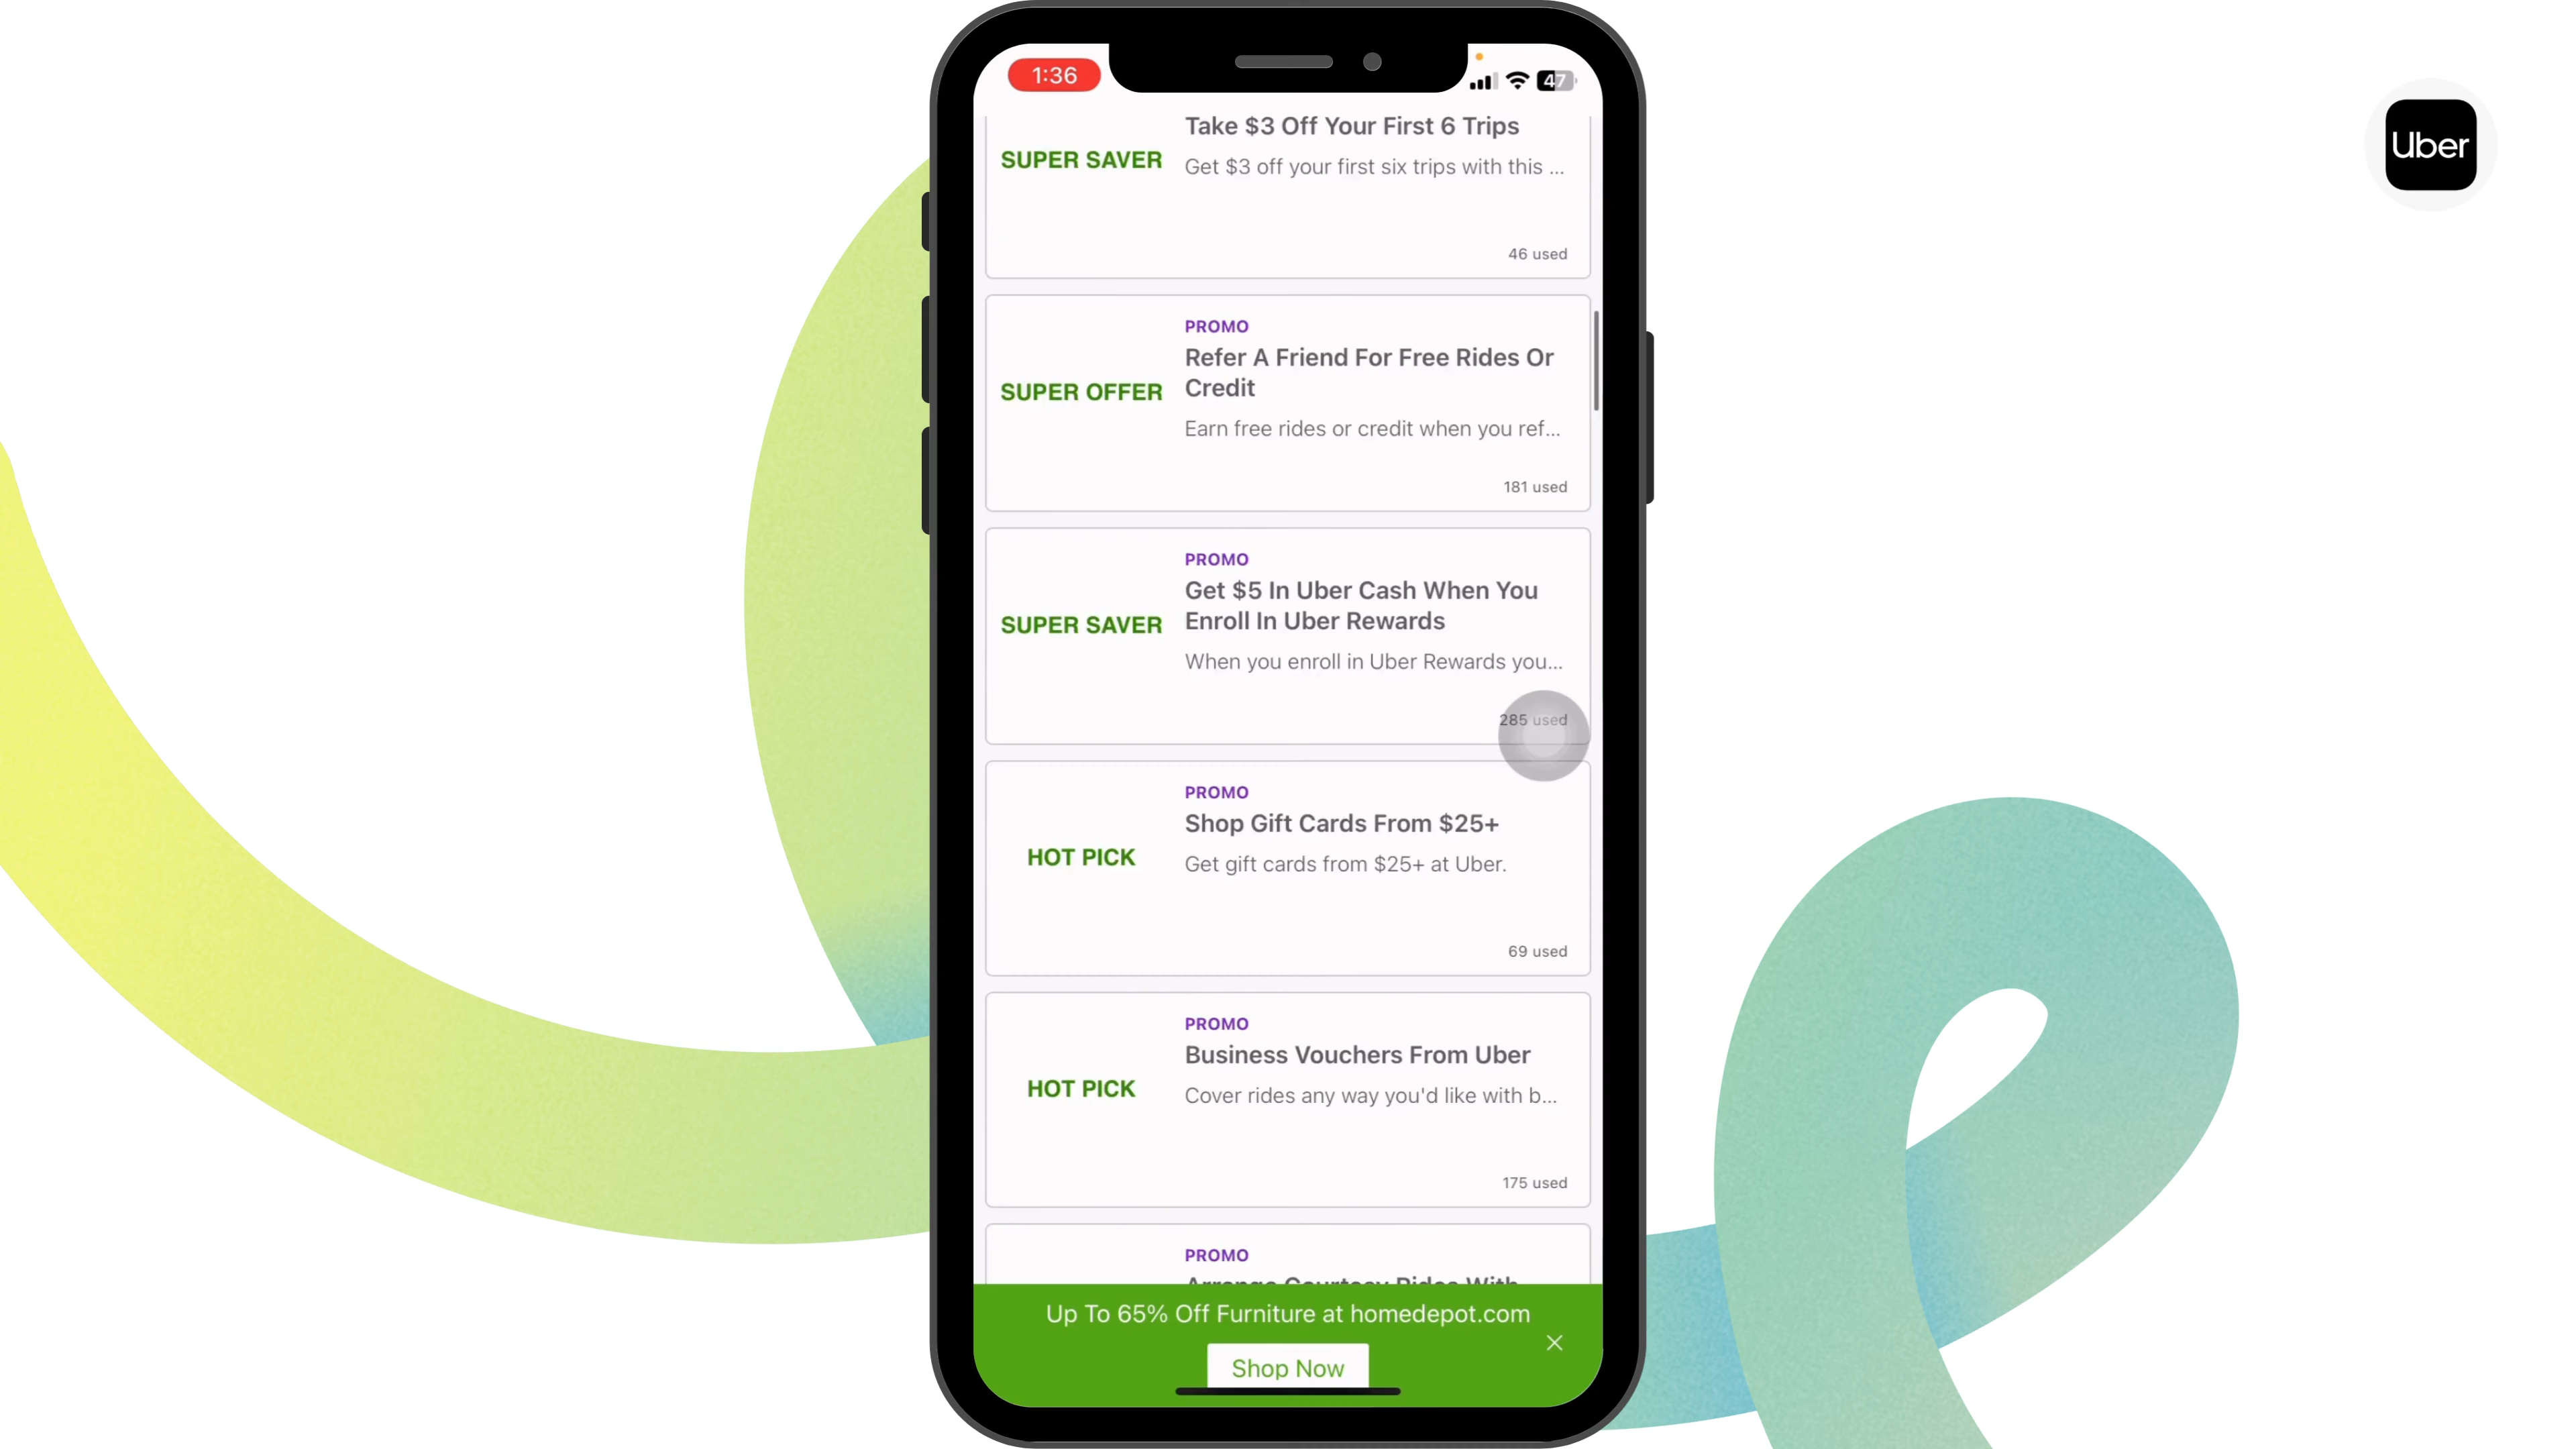 1:36
47
Uber
Take $3 Off Your First 6 Trips
SUPER SAVER
Get $3 off your first six trips with this ...
46 used
PROMO
Refer A Friend For Free Rides Or
Credit
SUPER OFFER
Earn free rides or credit when you ref...
181 used
PROMO
Get $5 In Uber Cash When You
Enroll In Uber Rewards
SUPER SAVER
When you enroll in Uber Rewards you...
285 used
PROMO
Shop Gift Cards From $25+
HOT PICK
Get gift cards from $25+ at Uber.
69 used
PROMO
Business Vouchers From Uber
HOT PICK
Cover rides any way you'd like with b...
175 used
PROMO
Arrange Courtesy Rides With
Up To 65% Off Furniture at homedepot.com
Shop Now